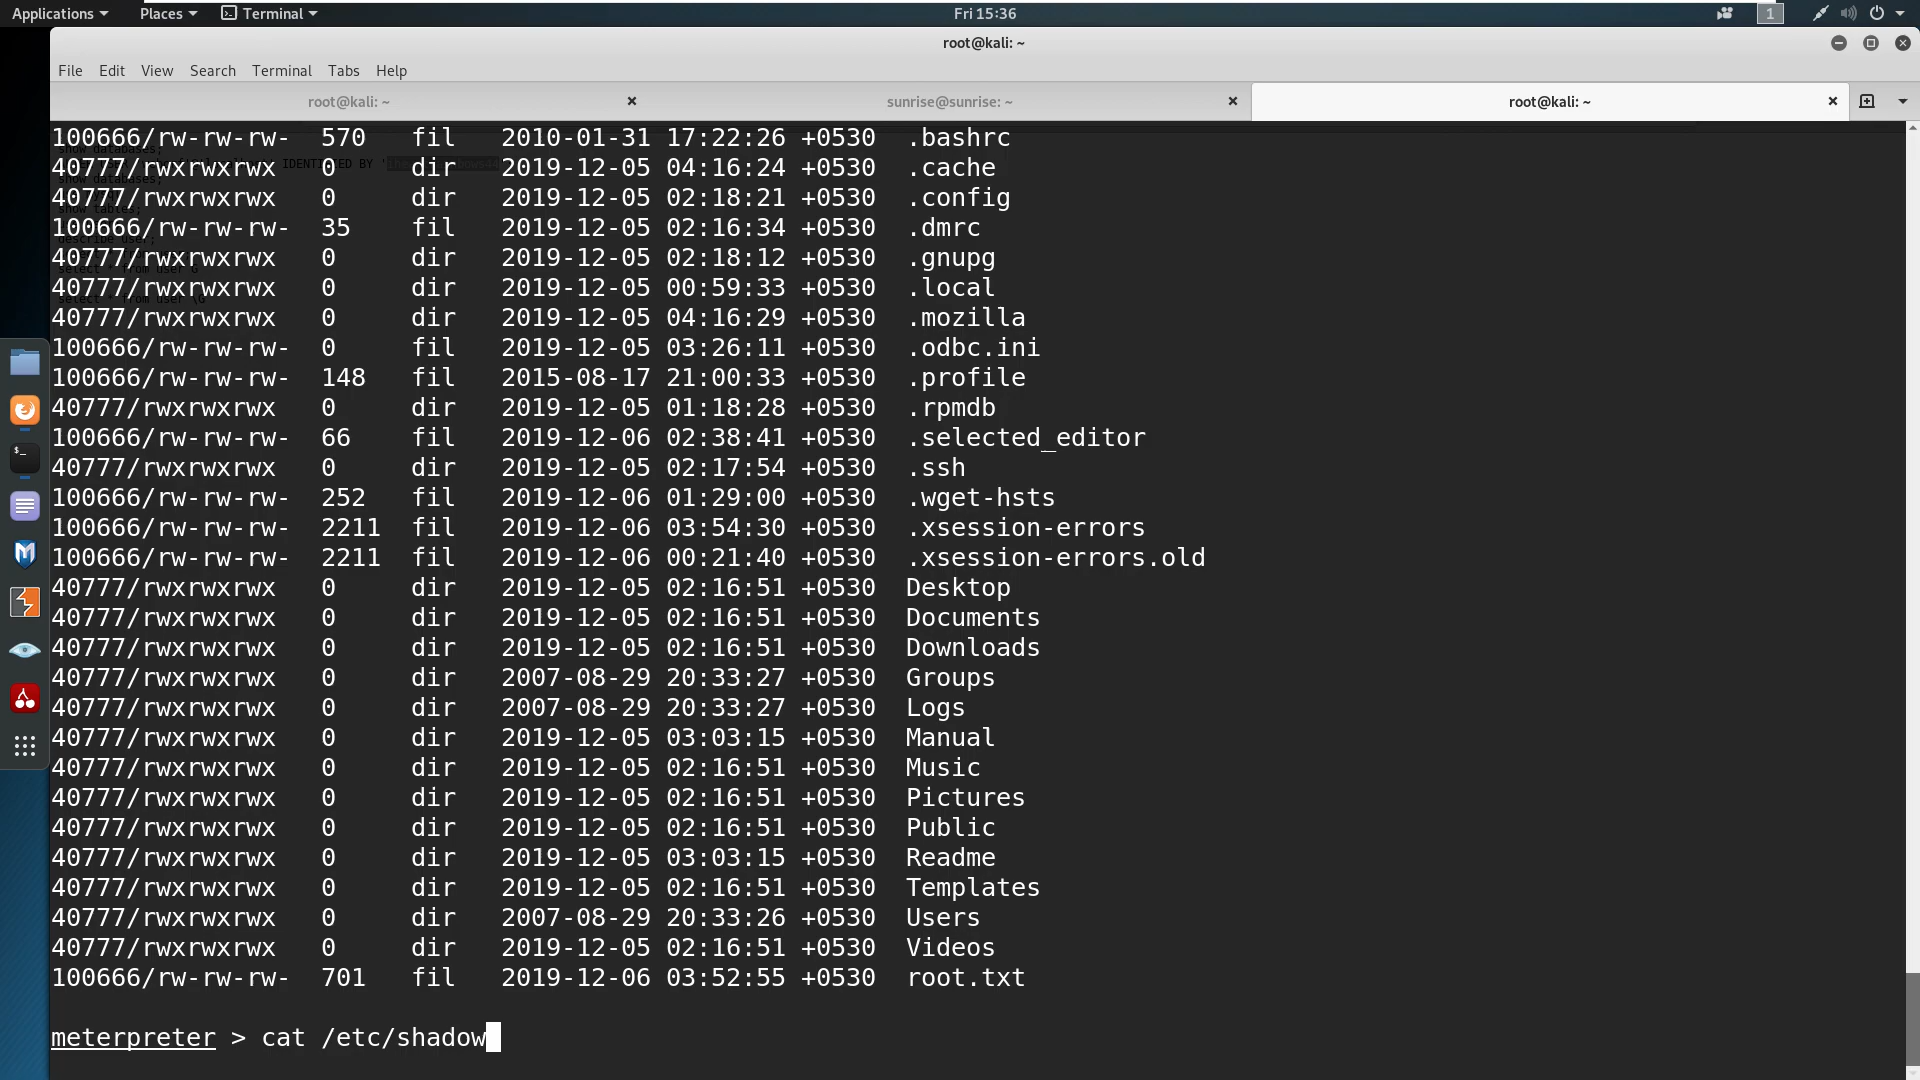 Applications Places Terminal Fri 15:36 1
root@kali: ~
File Edit View Search Terminal Tabs Help
root@kali: ~ sunrise@sunrise: ~ root@kali: ~
100666/rw-rw-rw- 570 fil 2010-01-31 17:22:26 +0530 .bashrc
show databases;
IDENTIFIED BY '
40777/rwxrwxrwx 0 dir 2019-12-05 04:16:24 +0530 .cache
show databases;
40777/rwxrwxrwx 0 dir 2019-12-05 02:18:21 +0530 .config
show tables;
100666/rw-rw-rw- 35 fil 2019-12-05 02:16:34 +0530 .dmrc
describe user;
40777/rwxrwxrwx 0 dir 2019-12-05 02:18:12 +0530 .gnupg
select * from user G
40777/rwxrwxrwx 0 dir 2019-12-05 00:59:33 +0530 .local
select * from user \G
40777/rwxrwxrwx 0 dir 2019-12-05 04:16:29 +0530 .mozilla
100666/rw-rw-rw- 0 fil 2019-12-05 03:26:11 +0530 .odbc.ini
100666/rw-rw-rw- 148 fil 2015-08-17 21:00:33 +0530 .profile
40777/rwxrwxrwx 0 dir 2019-12-05 01:18:28 +0530 .rpmdb
100666/rw-rw-rw- 66 fil 2019-12-06 02:38:41 +0530 .selected_editor
40777/rwxrwxrwx 0 dir 2019-12-05 02:17:54 +0530 .ssh
100666/rw-rw-rw- 252 fil 2019-12-06 01:29:00 +0530 .wget-hsts
100666/rw-rw-rw- 2211 fil 2019-12-06 03:54:30 +0530 .xsession-errors
100666/rw-rw-rw- 2211 fil 2019-12-06 00:21:40 +0530 .xsession-errors.old
40777/rwxrwxrwx 0 dir 2019-12-05 02:16:51 +0530 Desktop
40777/rwxrwxrwx 0 dir 2019-12-05 02:16:51 +0530 Documents
40777/rwxrwxrwx 0 dir 2019-12-05 02:16:51 +0530 Downloads
40777/rwxrwxrwx 0 dir 2007-08-29 20:33:27 +0530 Groups
40777/rwxrwxrwx 0 dir 2007-08-29 20:33:27 +0530 Logs
40777/rwxrwxrwx 0 dir 2019-12-05 03:03:15 +0530 Manual
40777/rwxrwxrwx 0 dir 2019-12-05 02:16:51 +0530 Music
40777/rwxrwxrwx 0 dir 2019-12-05 02:16:51 +0530 Pictures
40777/rwxrwxrwx 0 dir 2019-12-05 02:16:51 +0530 Public
40777/rwxrwxrwx 0 dir 2019-12-05 03:03:15 +0530 Readme
40777/rwxrwxrwx 0 dir 2019-12-05 02:16:51 +0530 Templates
40777/rwxrwxrwx 0 dir 2007-08-29 20:33:26 +0530 Users
40777/rwxrwxrwx 0 dir 2019-12-05 02:16:51 +0530 Videos
100666/rw-rw-rw- 701 fil 2019-12-06 03:52:55 +0530 root.txt
meterpreter > cat /etc/shadow